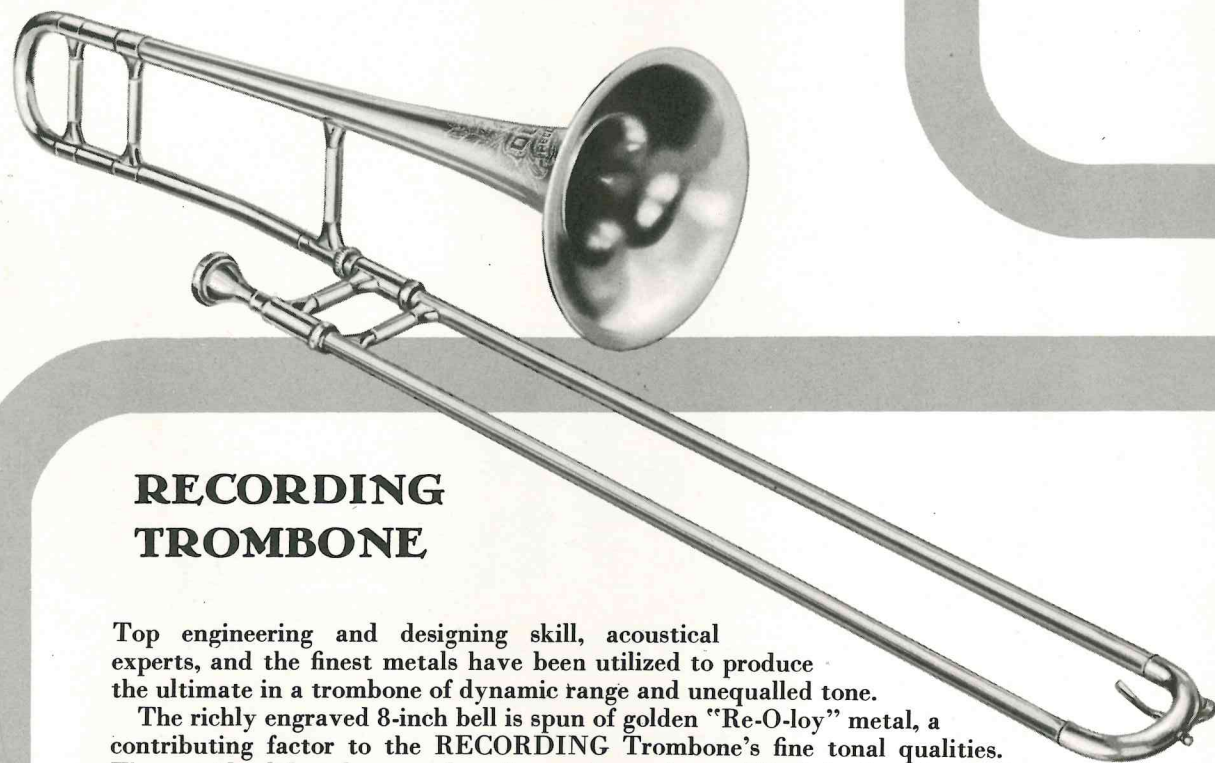 RECORDING
TROMBONE
Top engineering and designing skill, acoustical
experts, and the finest metals have been utilized to produce
the ultimate in a trombone of dynamic range and unequalled tone.
The richly engraved 8-inch bell is spun of golden "Re-O-loy" metal, a
contributing factor to the RECORDING Trombone's fine tonal qualities.